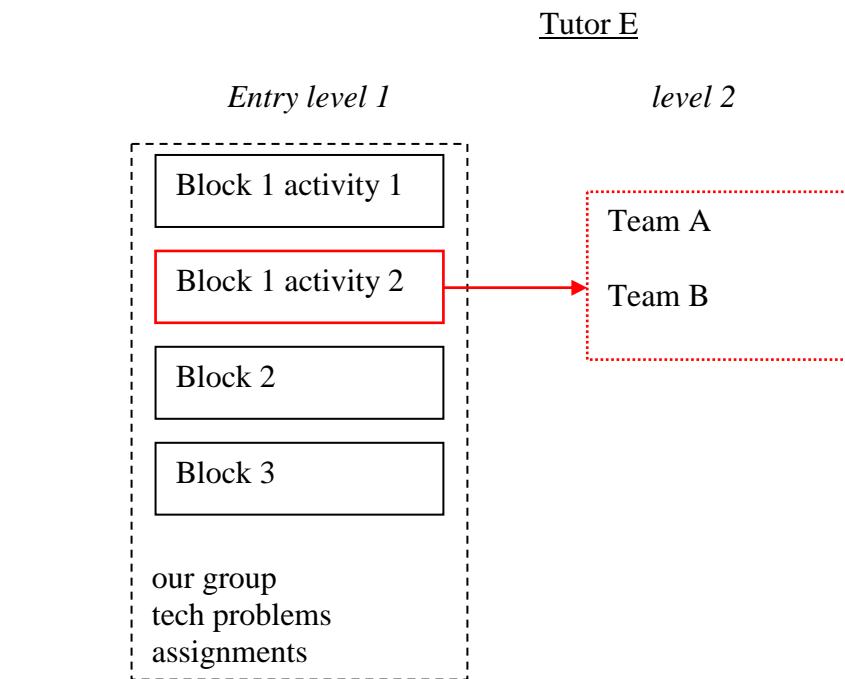 Tutor E
Entry level 1
level 2
Block 1 activity 1
Team A
Block 1 activity 2
Team B
Block 2
Block 3
our group
tech problems
assignments